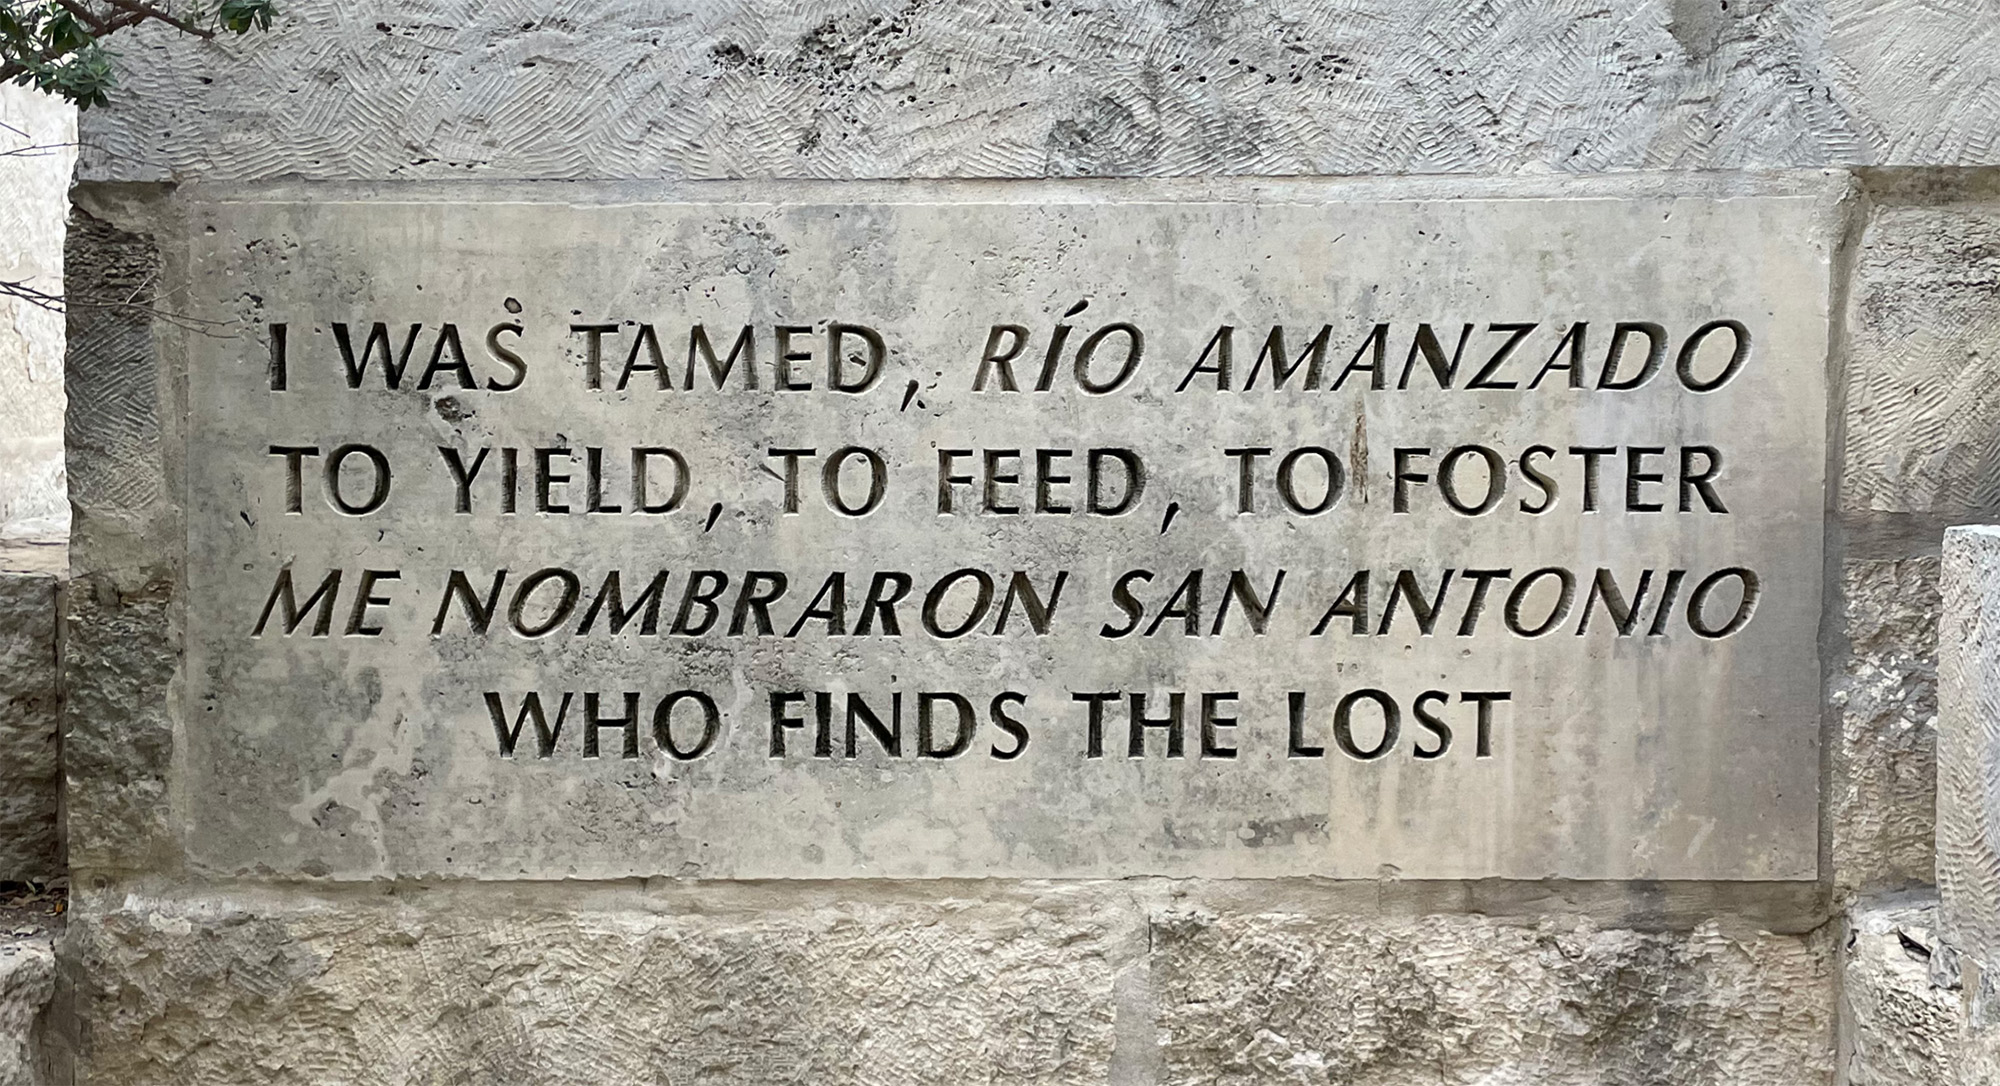 I WAS TAMED, RÍO AMANZADO
TO YIELD, TO FEED, TO FOSTER
ME NOMBRARON SAN ANTONIO
WHO FINDS THE LOST